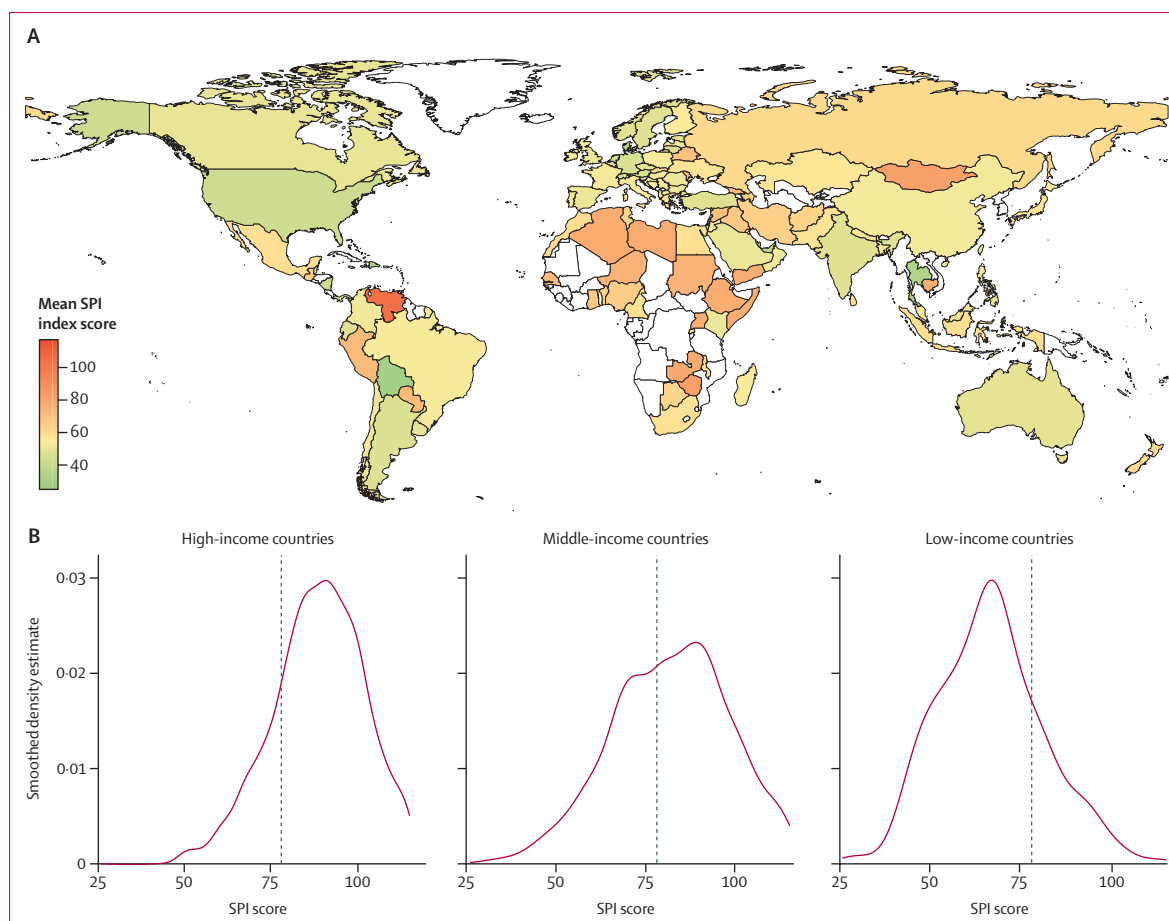 A
Mean SPI
index score
100
80
60
40
B
High-income countries
Middle-income countries
Low-income countries
Smoothed density estimate
0·03
0·02
0·01
0
25
50
75
100
SPI score
25
50
75
100
SPI score
25
50
75
100
SPI score